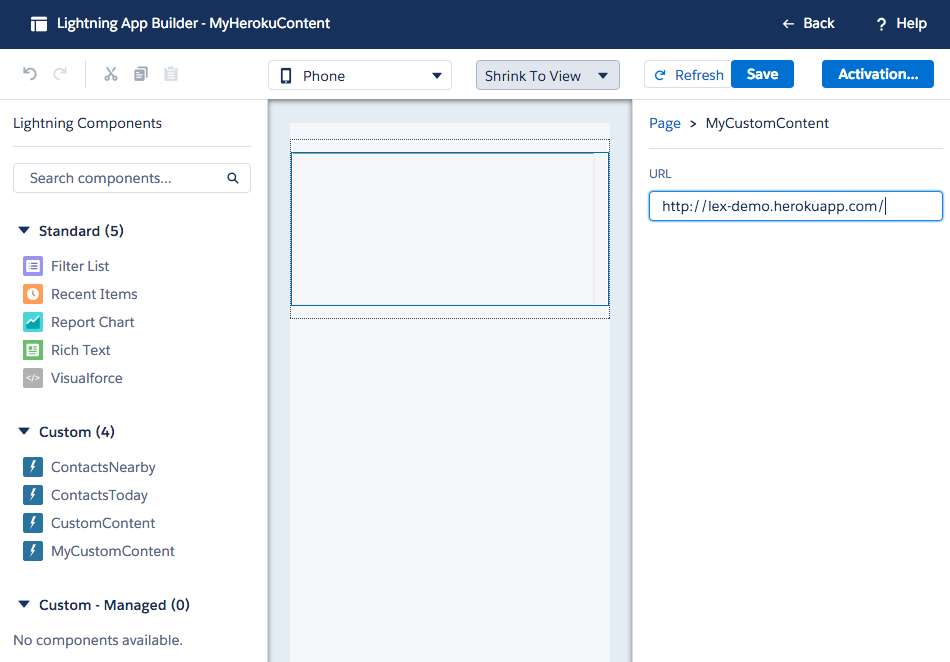 Lightning App Builder - MyHerokuContent
Back
? Help
Phone
Shrink To View
Refresh
Save
Activation...
Lightning Components
Search components...
Standard (5)
Filter List
Recent Items
Report Chart
Rich Text
</> Visualforce
Custom (4)
ContactsNearby
ContactsToday
CustomContent
MyCustomContent
Custom - Managed (0)
No components available.
Page > MyCustomContent
URL
http://lex-demo.herokuapp.com/